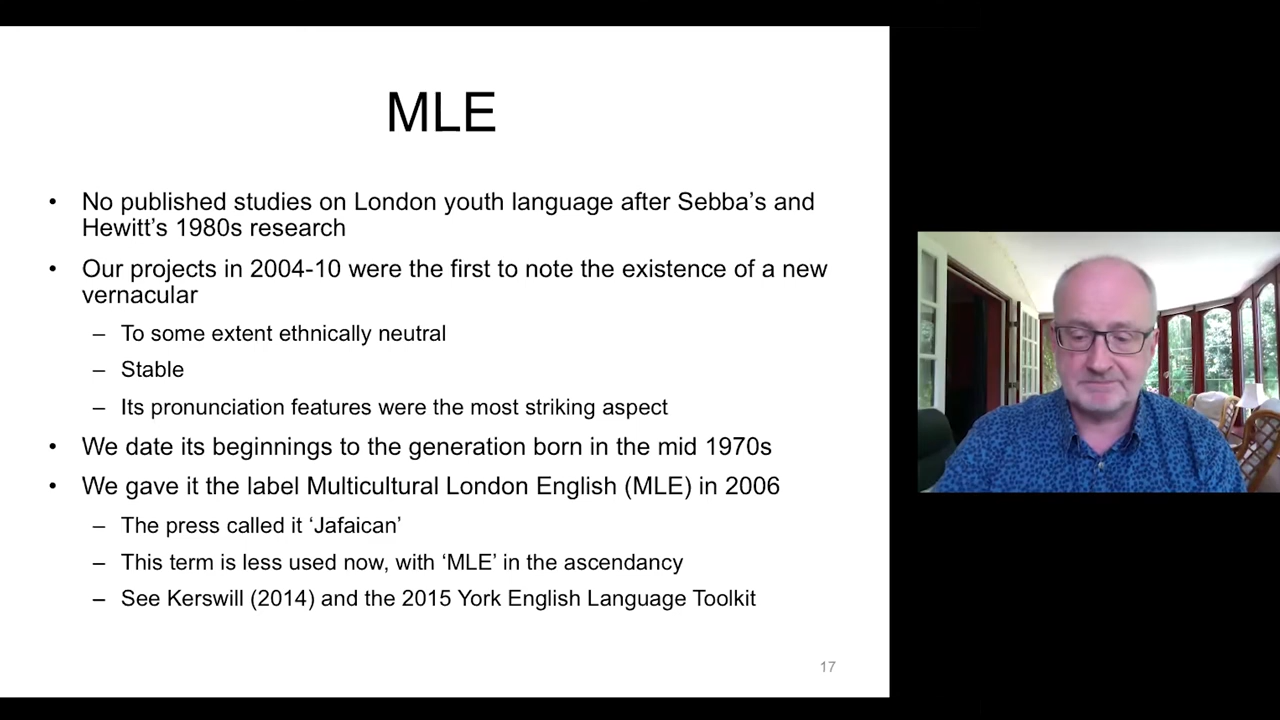 MLE
• No published studies on London youth language after Sebba’s and
Hewitt’s 1980s research
• Our projects in 2004-10 were the first to note the existence of a new
vernacular
– To some extent ethnically neutral
– Stable
– Its pronunciation features were the most striking aspect
• We date its beginnings to the generation born in the mid 1970s
• We gave it the label Multicultural London English (MLE) in 2006
– The press called it ‘Jafaican’
– This term is less used now, with ‘MLE’ in the ascendancy
– See Kerswill (2014) and the 2015 York English Language Toolkit
17